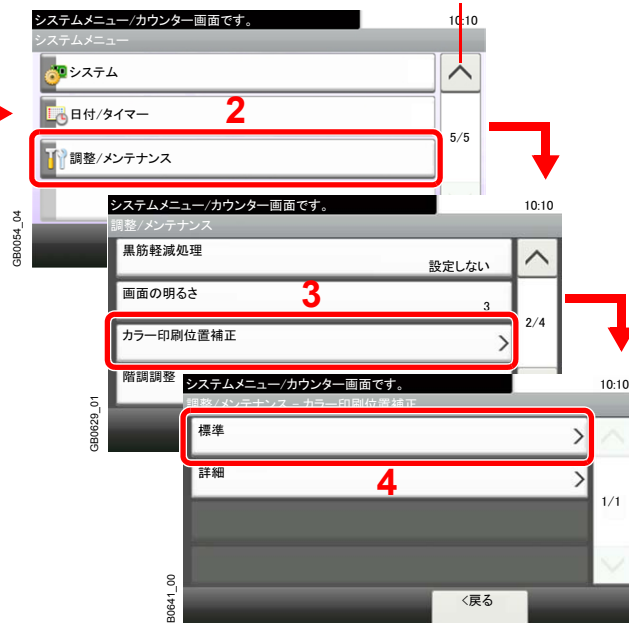 システムメニュー/カウンター画面です。
10:10
システムメニュー
システム
日付/タイマー
2
5/5
調整/メンテナンス
GB0054_04
システムメニュー/カウンター画面です。
10:10
調整/メンテナンス
黒筋軽減処理
設定しない
画面の明るさ
3
3
2/4
カラー印刷位置補正
階調調整
GB0629_01
システムメニュー/カウンター画面です。
10:10
調整/メンテナンス - カラー印刷位置補正
標準
詳細
4
1/1
B0641_00
<戻る